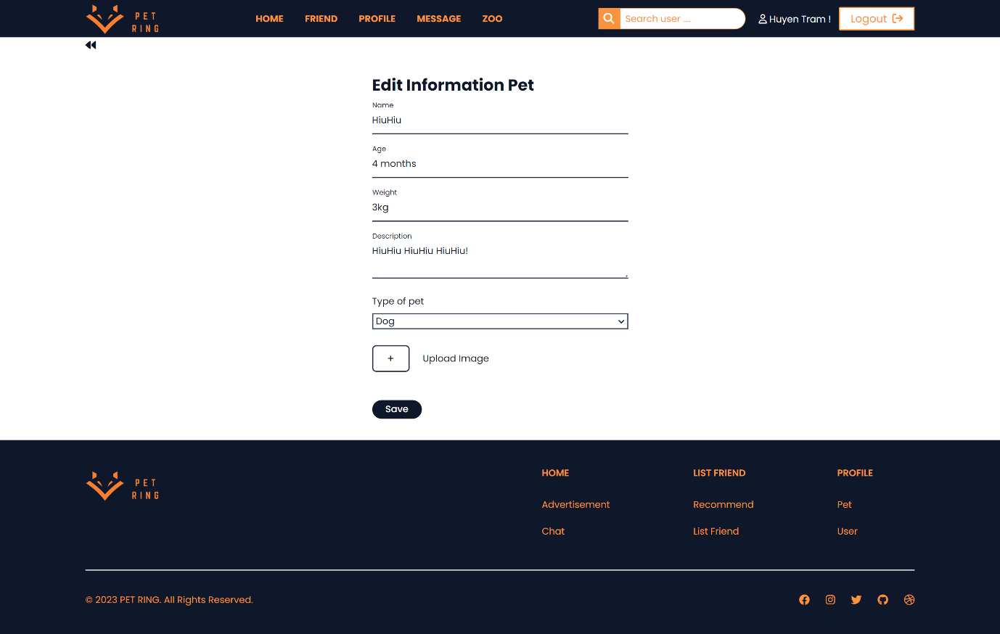 PET
RING
HOME FRIEND PROFILE MESSAGE ZOO
Search user ....
Huyen Tram !
Logout
Edit Information Pet
Name
HiuHiu
Age
4 months
Weight
3kg
Description
HiuHiu HiuHiu HiuHiu!
Type of pet
Dog
+ Upload Image
Save
PET
RING
HOME LIST FRIEND PROFILE
Advertisement Recommend Pet
Chat List Friend User
© 2023 PET RING. All Rights Reserved.